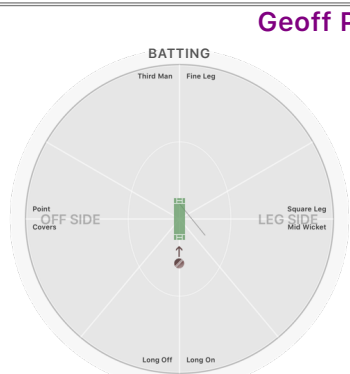 Geoff P
BATTING
Third Man Fine Leg
Point Square Leg
OFF SIDE LEG SIDE
Covers Mid Wicket
Long Off Long On